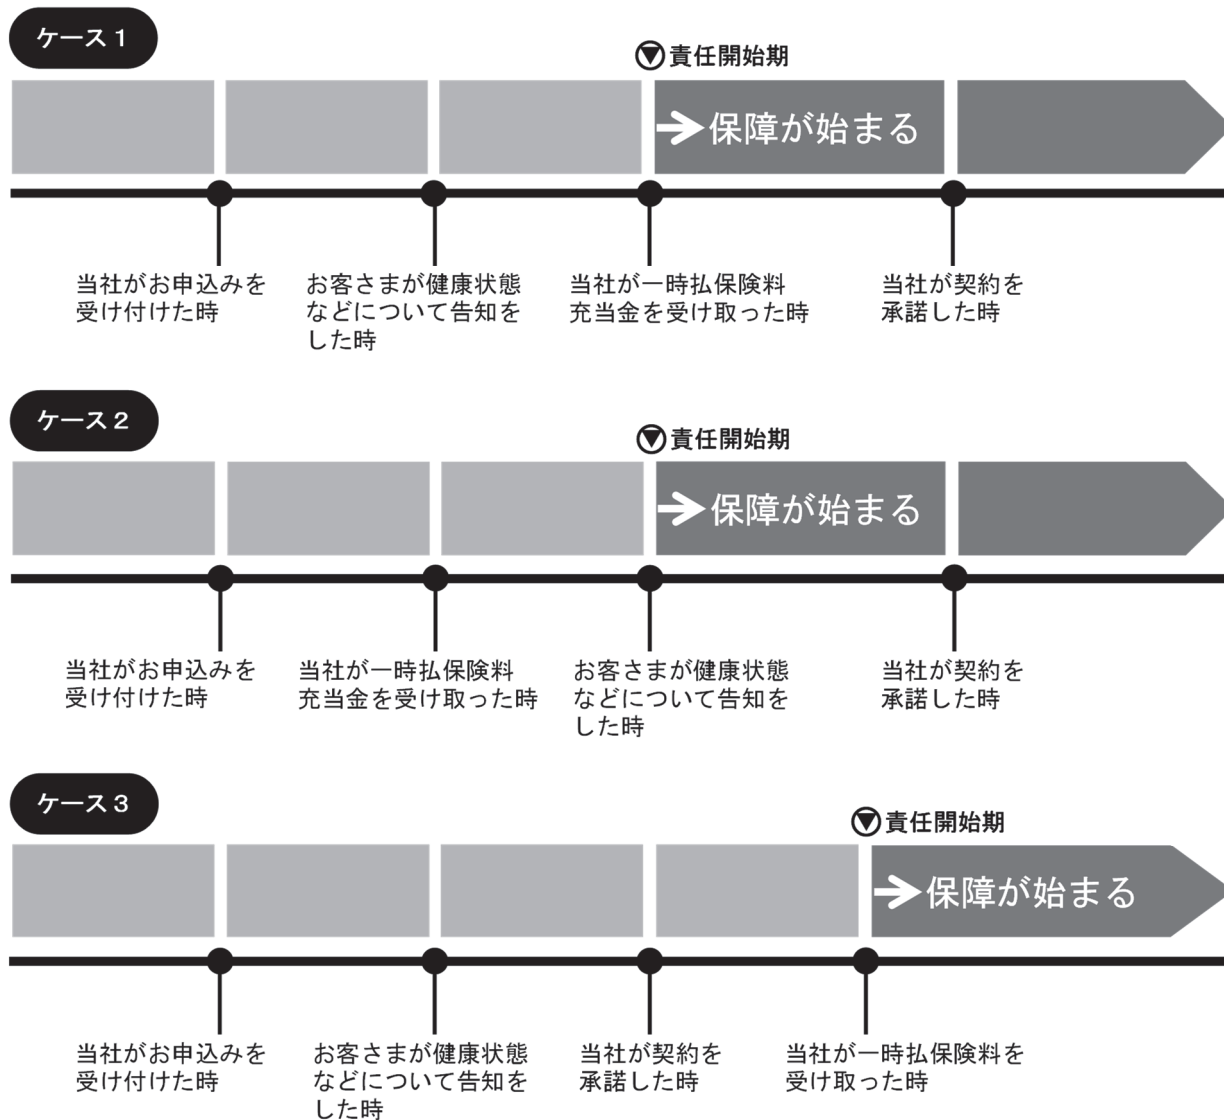 ケース1
責任開始期
保障が始まる
当社がお申込みを
受け付けた時
お客さまが健康状態
などについて告知を
した時
当社が一時払保険料
充当金を受け取った時
当社が契約を
承諾した時
ケース2
責任開始期
保障が始まる
当社がお申込みを
受け付けた時
当社が一時払保険料
充当金を受け取った時
お客さまが健康状態
などについて告知を
した時
当社が契約を
承諾した時
ケース3
責任開始期
保障が始まる
当社がお申込みを
受け付けた時
お客さまが健康状態
などについて告知を
した時
当社が契約を
承諾した時
当社が一時払保険料を
受け取った時